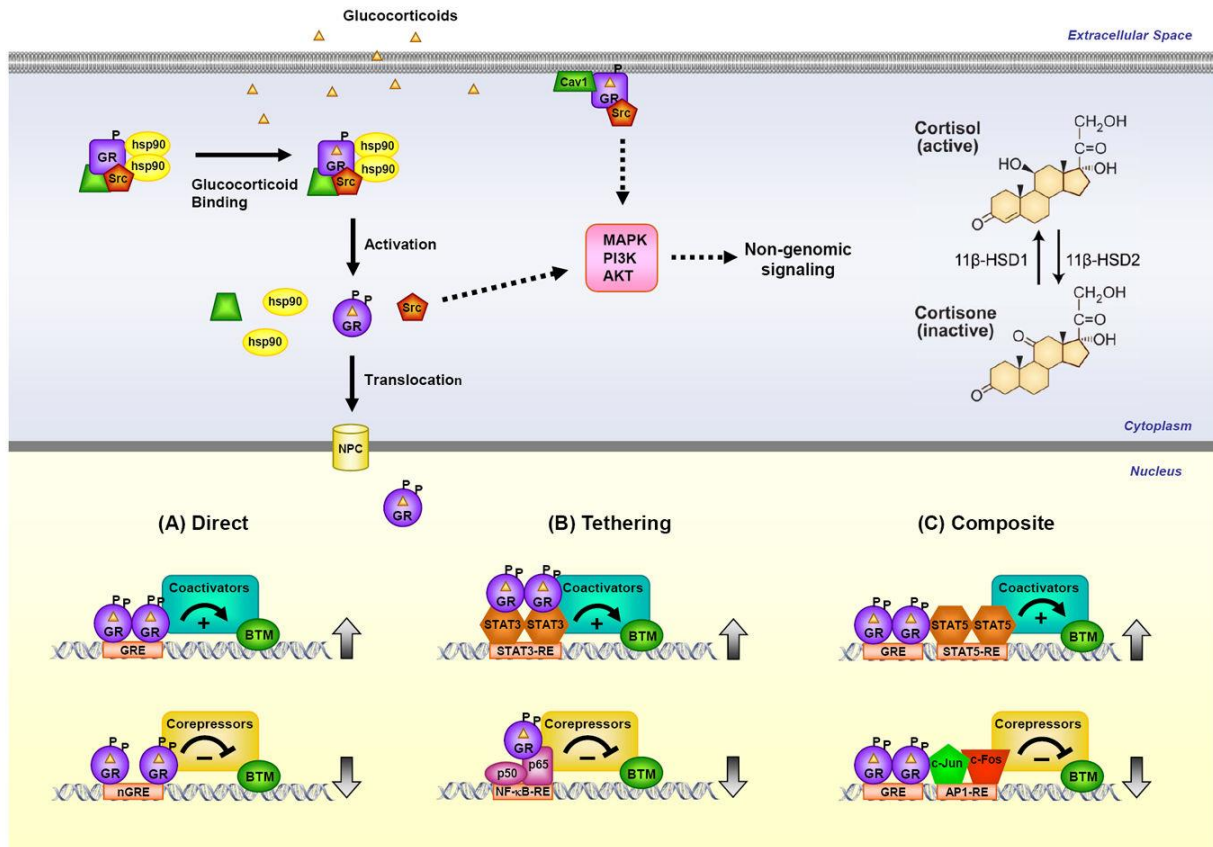 Glucocorticoids
Extracellular Space
P
Cav1
GR
Src
P
GR
hsp90
hsp90
Src
Glucocorticoid
Binding
P
GR
hsp90
hsp90
Src
Cortisol
(active)
CH₂OH
C=O
HO
OH
O
11β-HSD1
11β-HSD2
Activation
MAPK
PI3K
AKT
Non-genomic
signaling
hsp90
hsp90
P P
GR
Src
Cortisone
(inactive)
CH₂OH
C=O
O
OH
O
Translocation
Cytoplasm
NPC
Nucleus
P P
GR
(A) Direct
(B) Tethering
(C) Composite
P P
GR GR
Coactivators
+
BTM
GRE
P P P
GR GR
Coactivators
STAT3 STAT3
+
BTM
STAT3-RE
P P
GR GR
STAT5 STAT5
Coactivators
+
BTM
GRE
STAT5-RE
P P P P
GR GR
Corepressors
–
BTM
nGRE
P P
GR
Corepressors
p50
p65
–
BTM
NF-κB-RE
P P
GR GR
c-Jun
c-Fos
Corepressors
–
BTM
GRE
AP1-RE